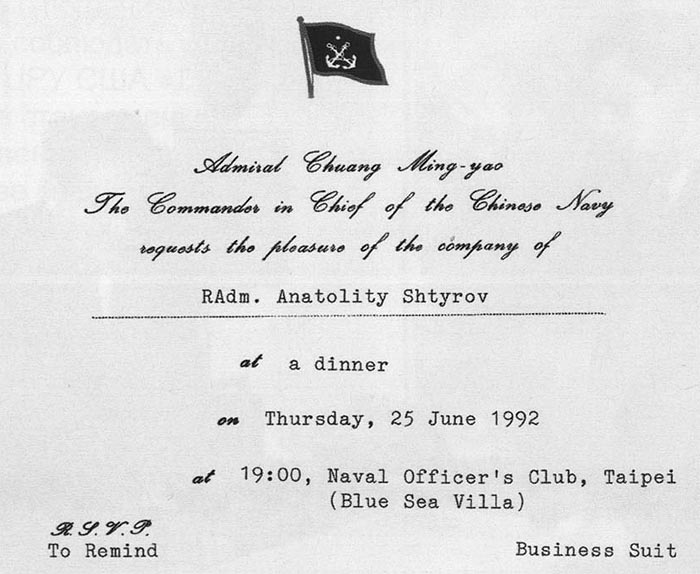 Admiral Chuang Ming-yao
The Commander in Chief of the Chinese Navy
requests the pleasure of the company of
RAdm. Anatolity Shtyrov
at a dinner
on Thursday, 25 June 1992
at 19:00, Naval Officer's Club, Taipei
(Blue Sea Villa)
R.S.V.P.
To Remind
Business Suit